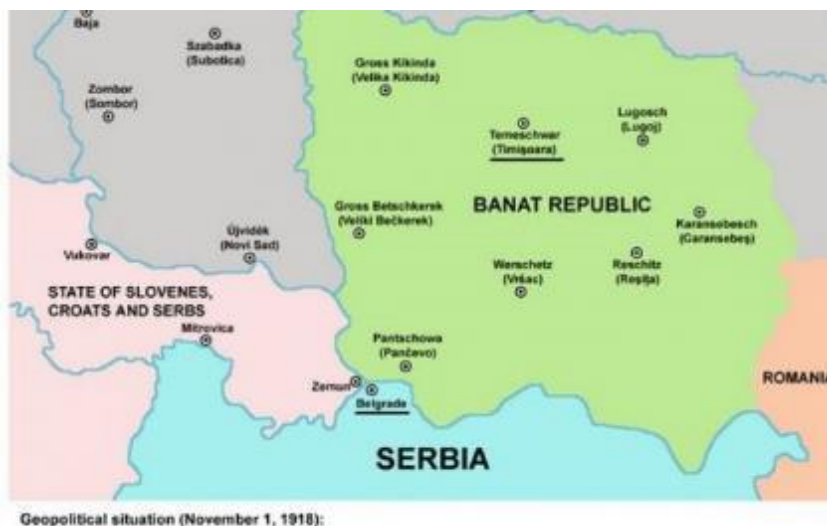 Baja
Szabadka
(Subotica)
Gross Kikinda
(Velika Kikinda)
Zombor
(Sombor)
Temeschwar
(Timişoara)
Lugosch
(Lugoj)
BANAT REPUBLIC
Gross Betschkerek
(Veliki Bečkerek)
Karansebesch
(Caransebeş)
Újvidék
(Novi Sad)
Vukovar
Werschetz
(Vršac)
Reschitz
(Reşiţa)
STATE OF SLOVENES,
CROATS AND SERBS
Mitrovica
Pantschowa
(Pančevo)
ROMANIA
Zemun
Belgrade
SERBIA
Geopolitical situation (November 1, 1918):